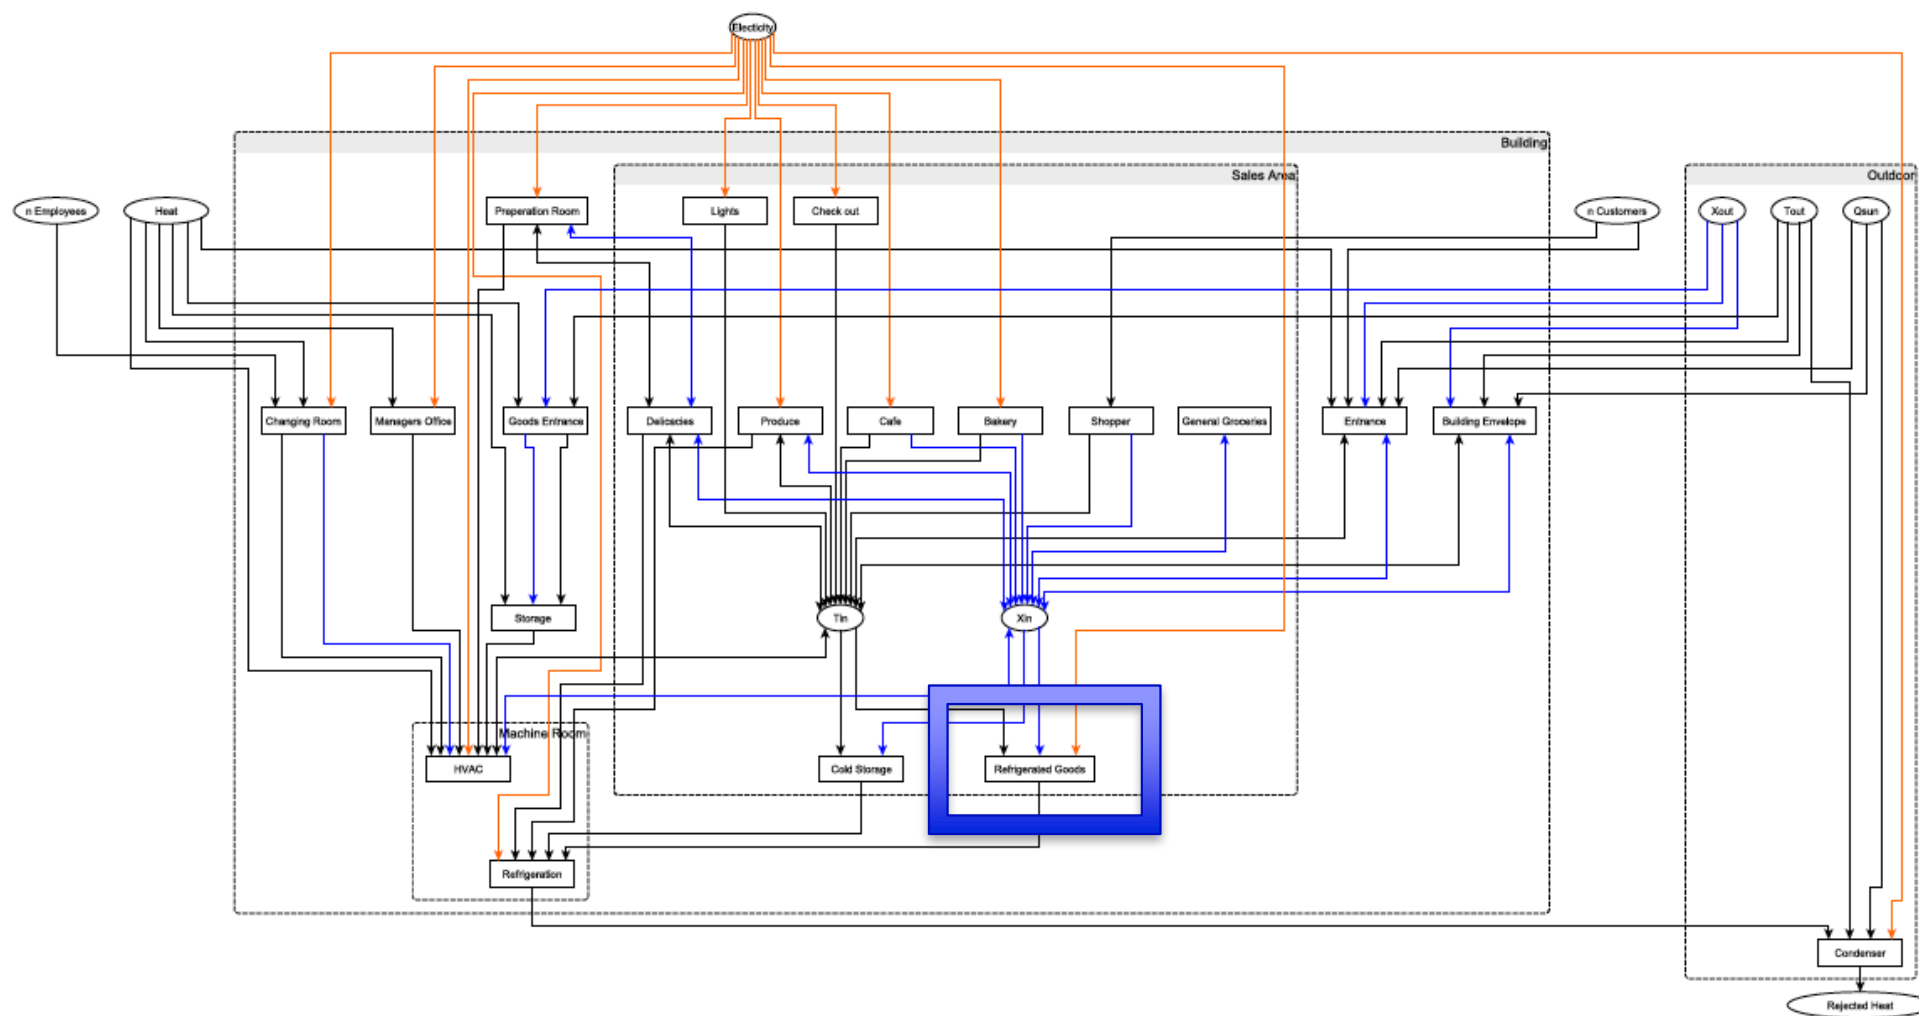 Electicity
Building
Sales Area
Outdoor
n Employees
Heat
Preperation Room
Lights
Check out
n Customers
Xout
Tout
Qsun
Changing Room
Managers Office
Goods Entrance
Delicacies
Produce
Cafe
Bakery
Shopper
General Groceries
Entrance
Building Envelope
Storage
Tin
Xin
Machine Room
HVAC
Cold Storage
Refrigerated Goods
Refrigeration
Condenser
Rejected Heat